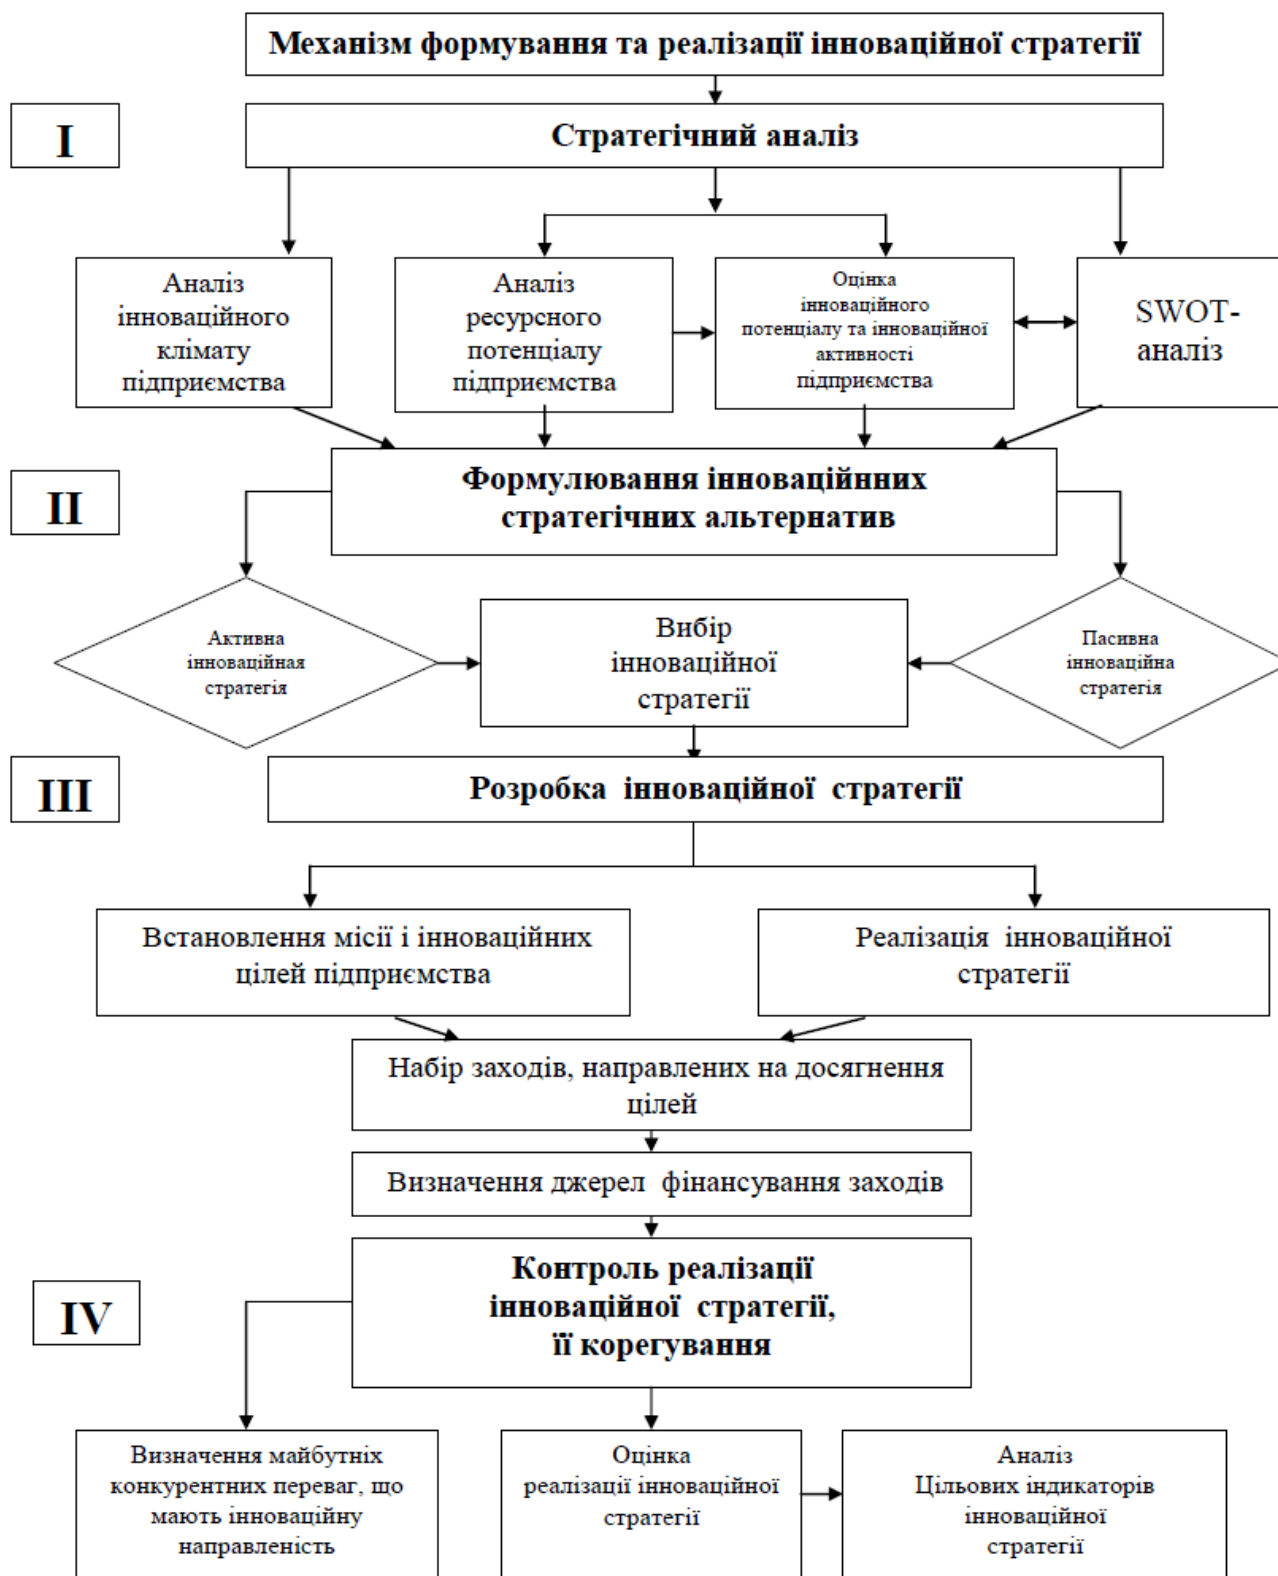 Механізм формування та реалізації інноваційної стратегії
I
Стратегічний аналіз
Аналіз
інноваційного
клімату
підприємства
Аналіз
ресурсного
потенціалу
підприємства
Оцінка
інноваційного
потенціалу та інноваційної
активності
підприємства
SWOT-
аналіз
II
Формулювання інноваційнних
стратегічних альтернатив
Активна
інноваційная
стратегія
Вибір
інноваційної
стратегії
Пасивна
інноваційна
стратегія
III
Розробка інноваційної стратегії
Встановлення місії і інноваційних
цілей підприємства
Реалізація інноваційної
стратегії
Набір заходів, направлених на досягнення
цілей
Визначення джерел фінансування заходів
IV
Контроль реалізації
інноваційної стратегії,
її корегування
Визначення майбутніх
конкурентних переваг, що
мають інноваційну
направленість
Оцінка
реалізації інноваційної
стратегії
Аналіз
Цільових індикаторів
інноваційної
стратегії